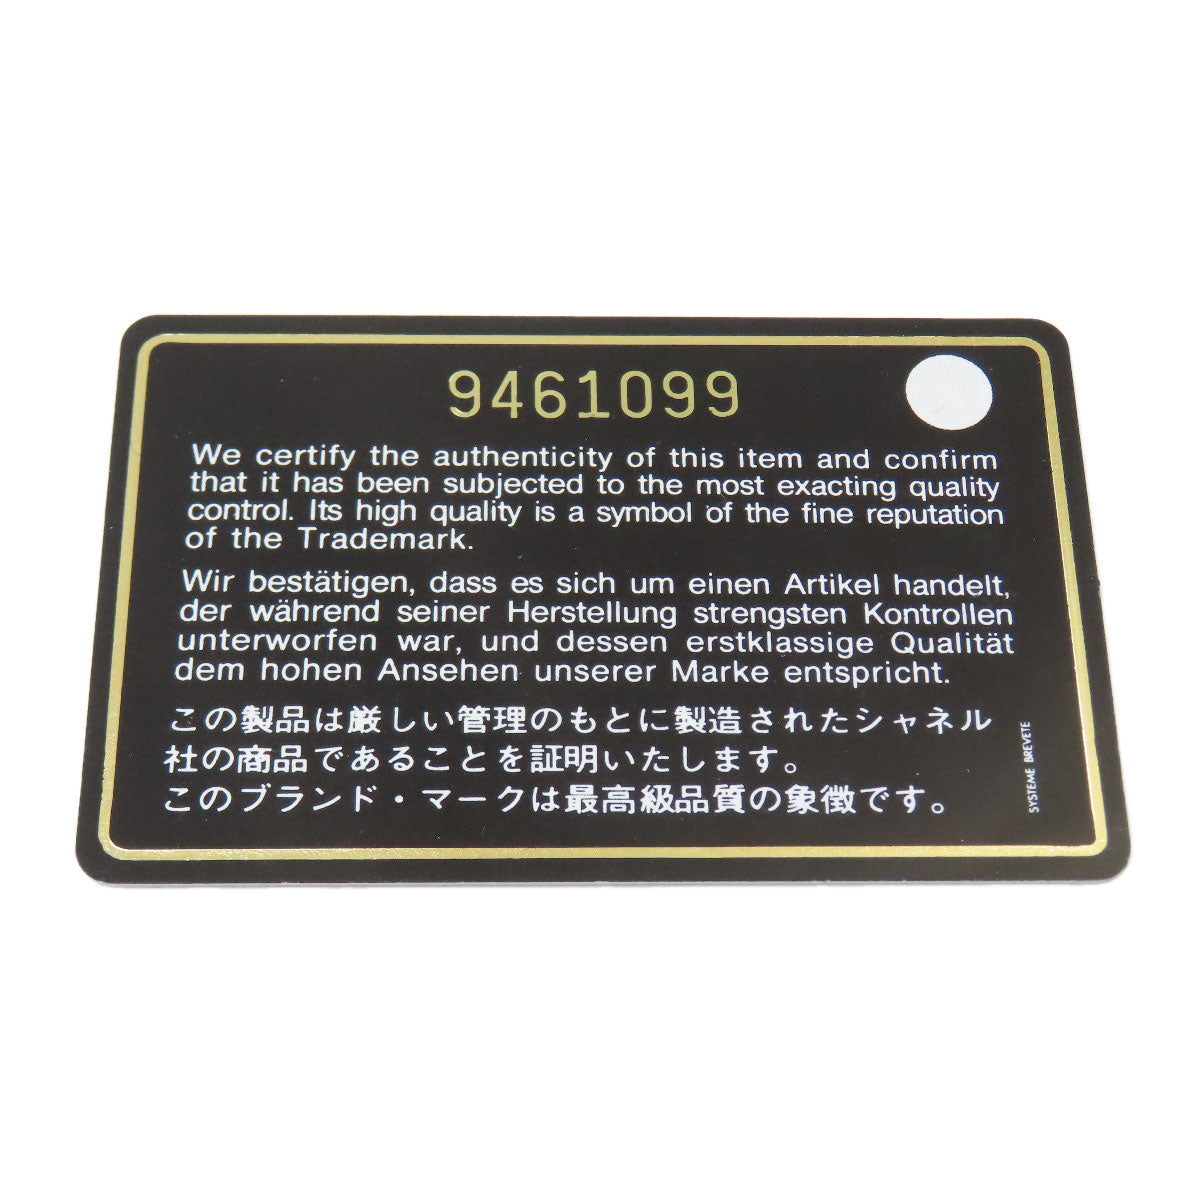 9461099
We certify the authenticity of this item and confirm
that it has been subjected to the most exacting quality
control. Its high quality is a symbol of the fine reputation
of the Trademark.
Wir bestätigen, dass es sich um einen Artikel handelt,
der während seiner Herstellung strengsten Kontrollen
unterworfen war, und dessen erstklassige Qualität
dem hohen Ansehen unserer Marke entspricht.
この製品は厳しい管理のもとに製造されたシャネル
社の商品であることを証明いたします。
このブランド・マークは最高級品質の象徴です。
SYSTEME BREVETE